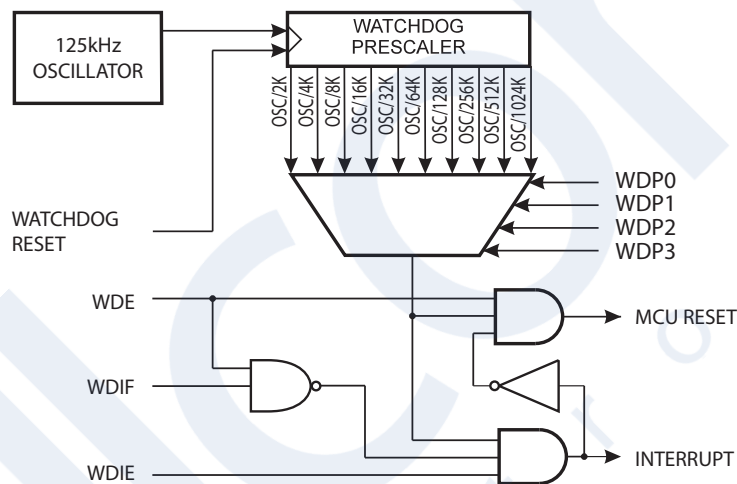 125kHz
OSCILLATOR
WATCHDOG
PRESCALER
OSC/2K
OSC/4K
OSC/8K
OSC/16K
OSC/32K
OSC/64K
OSC/128K
OSC/256K
OSC/512K
OSC/1024K
WDP0
WDP1
WDP2
WDP3
WATCHDOG
RESET
WDE
MCU RESET
WDIF
WDIE
INTERRUPT